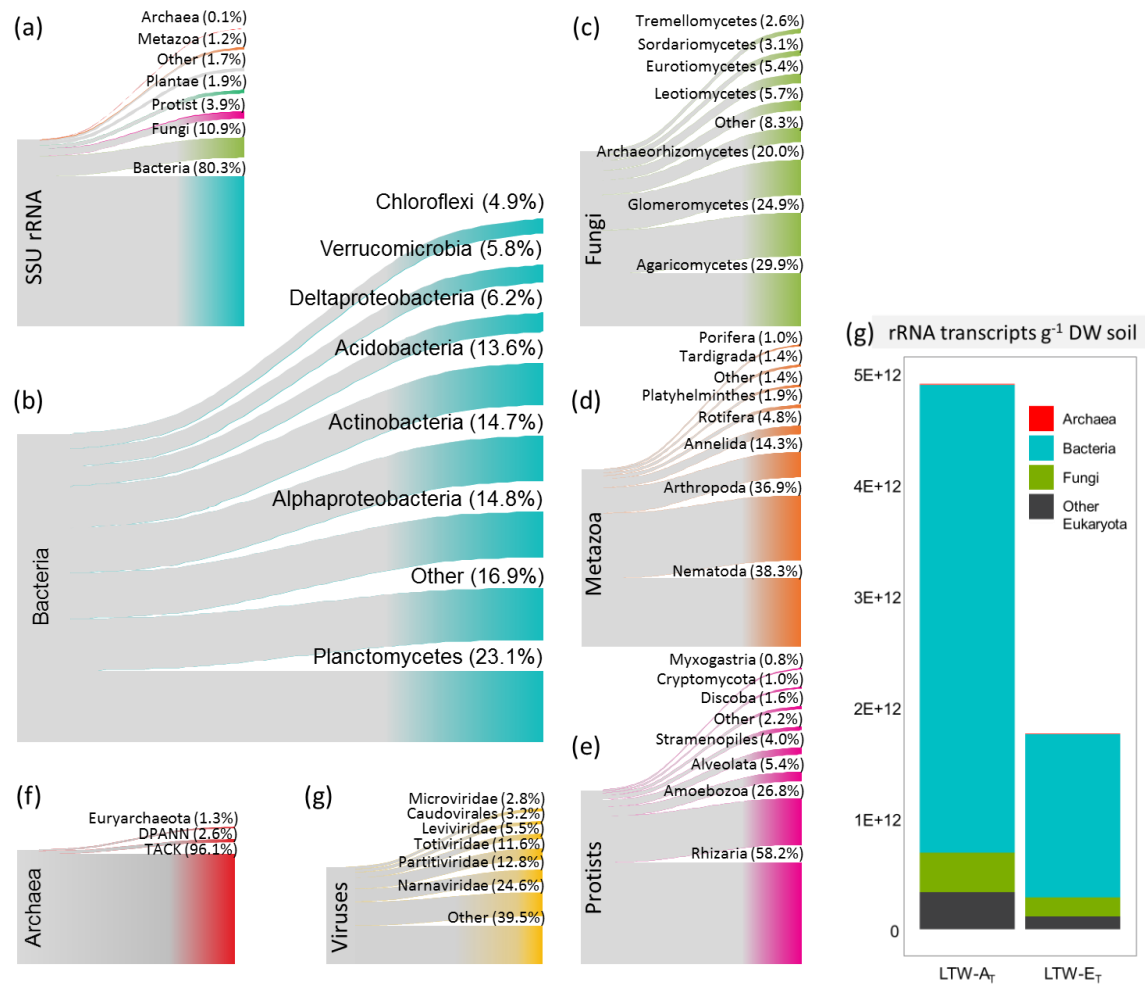 (a)
Archaea (0.1%)
Metazoa (1.2%)
Other (1.7%)
Plantae (1.9%)
Protist (3.9%)
Fungi (10.9%)
Bacteria (80.3%)
SSU rRNA
(b)
Chloroflexi (4.9%)
Verrucomicrobia (5.8%)
Deltaproteobacteria (6.2%)
Acidobacteria (13.6%)
Actinobacteria (14.7%)
Alphaproteobacteria (14.8%)
Other (16.9%)
Planctomycetes (23.1%)
Bacteria
(c)
Tremellomycetes (2.6%)
Sordariomycetes (3.1%)
Eurotiomycetes (5.4%)
Leotiomycetes (5.7%)
Other (8.3%)
Archaeorhizomycetes (20.0%)
Glomeromycetes (24.9%)
Agaricomycetes (29.9%)
Fungi
(d)
Porifera (1.0%)
Tardigrada (1.4%)
Other (1.4%)
Platyhelminthes (1.9%)
Rotifera (4.8%)
Annelida (14.3%)
Arthropoda (36.9%)
Nematoda (38.3%)
Metazoa
(e)
Myxogastria (0.8%)
Cryptomycota (1.0%)
Discoba (1.6%)
Other (2.2%)
Stramenopiles (4.0%)
Alveolata (5.4%)
Amoebozoa (26.8%)
Rhizaria (58.2%)
Protists
(f)
Euryarchaeota (1.3%)
DPANN (2.6%)
TACK (96.1%)
Archaea
(g)
Microviridae (2.8%)
Caudovirales (3.2%)
Leviviridae (5.5%)
Totiviridae (11.6%)
Partitiviridae (12.8%)
Narnaviridae (24.6%)
Other (39.5%)
Viruses
(g) rRNA transcripts g⁻¹ DW soil
5E+12
4E+12
3E+12
2E+12
1E+12
0
Archaea
Bacteria
Fungi
Other
Eukaryota
LTW-A_T LTW-E_T